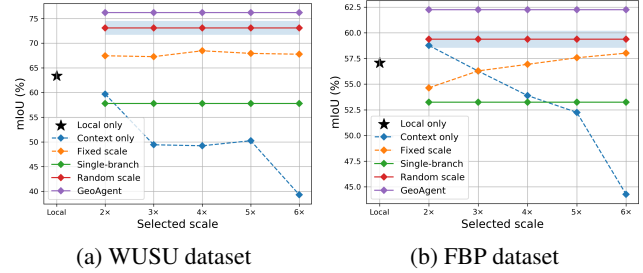 75
70
65
60
55
50
45
40
mIoU (%)
Local only
Context only
Fixed scale
Single-branch
Random scale
GeoAgent
Local
2×
3×
4×
5×
6×
Selected scale
(a) WUSU dataset
62.5
60.0
57.5
55.0
52.5
50.0
47.5
45.0
mIoU (%)
Local only
Context only
Fixed scale
Single-branch
Random scale
GeoAgent
Local
2×
3×
4×
5×
6×
Selected scale
(b) FBP dataset